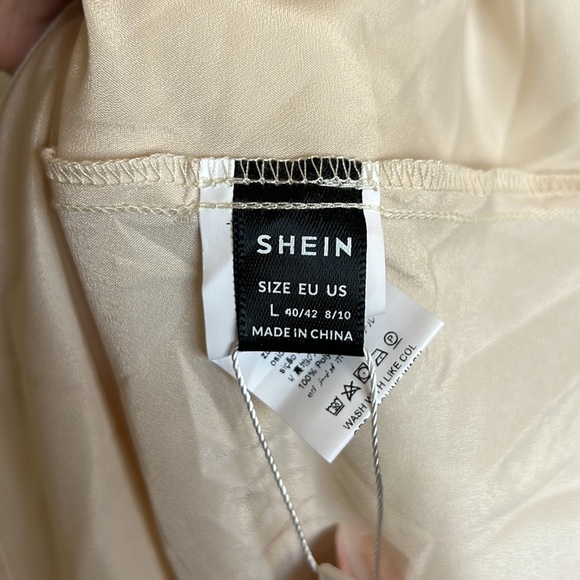 SHEIN
SIZE EU US
L 40/42 8/10
MADE IN CHINA
100% Poly
WASH WITH LIKE COL